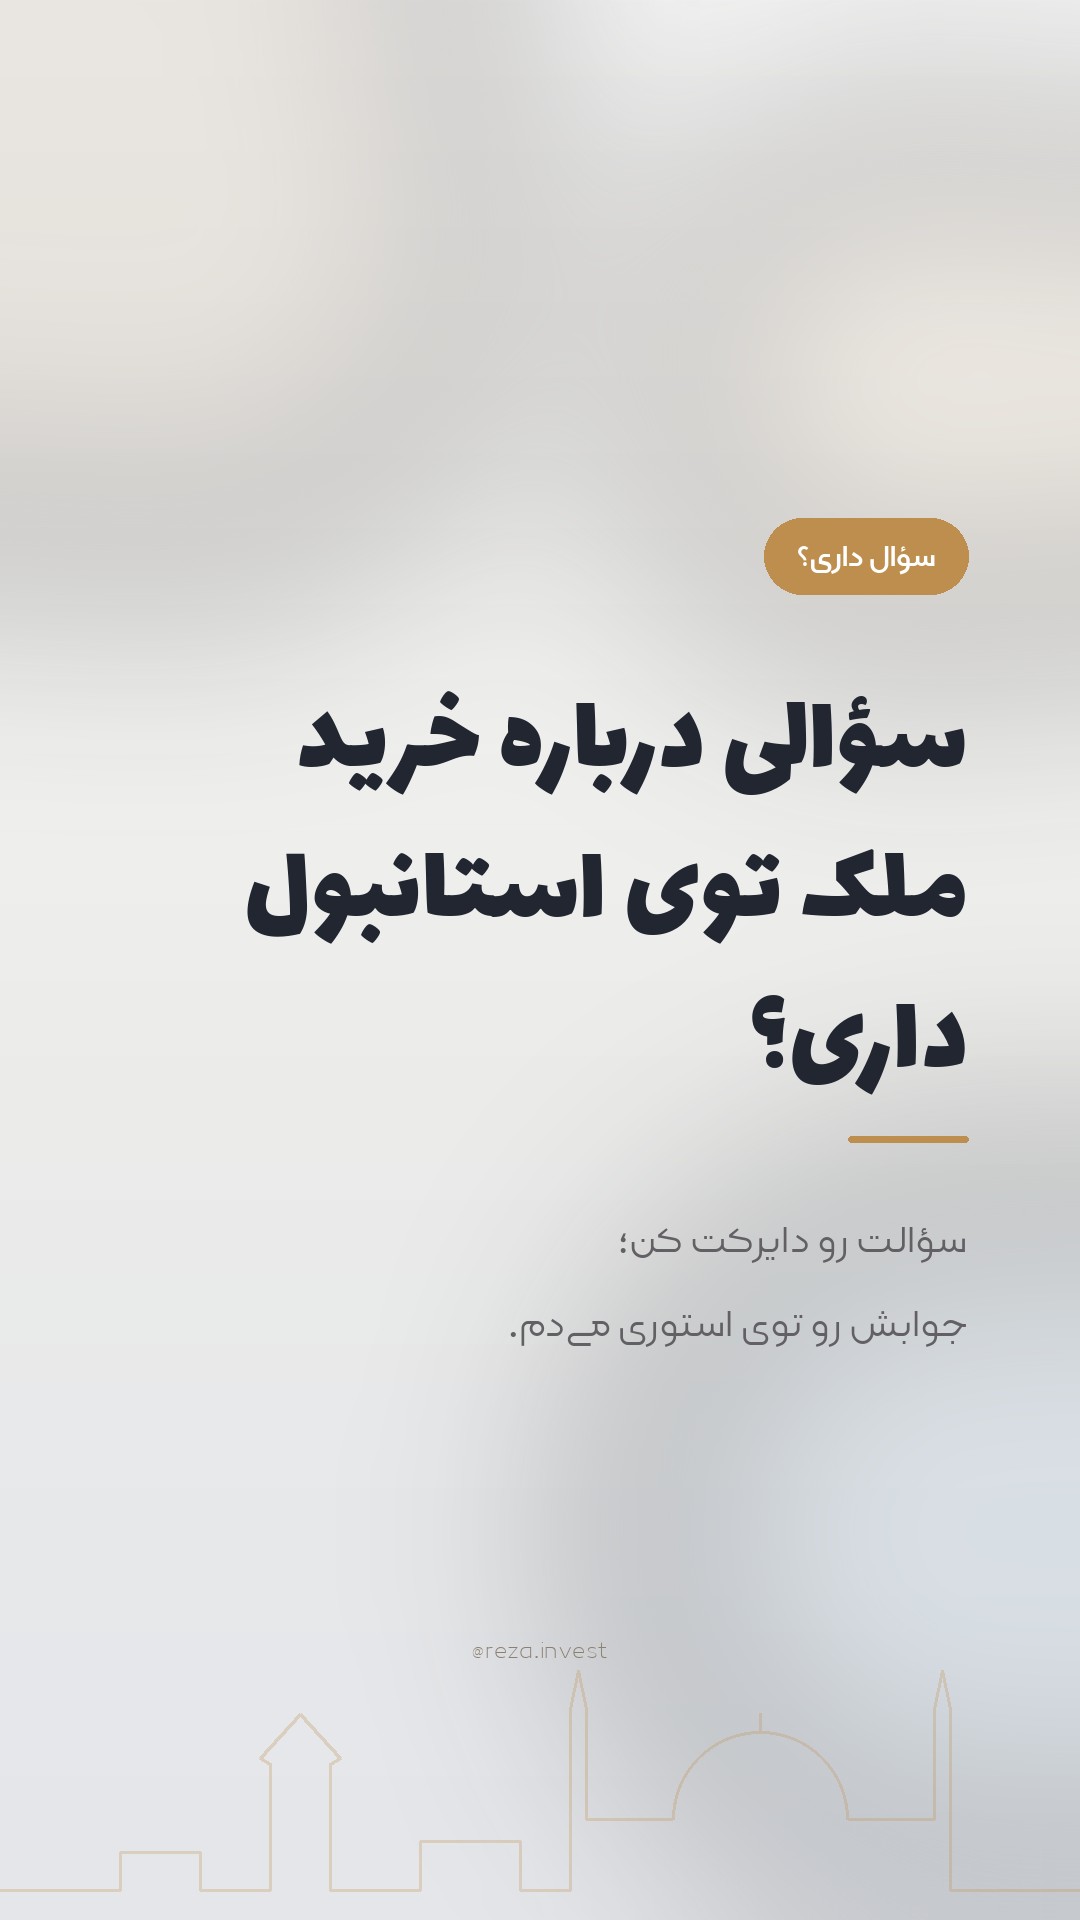 سؤال داری؟
سؤالی درباره خرید
ملک توی استانبول
داری؟
سؤالت رو دایرکت کن؛
جوابش رو توی استوری می‌دم.
@reza.invest